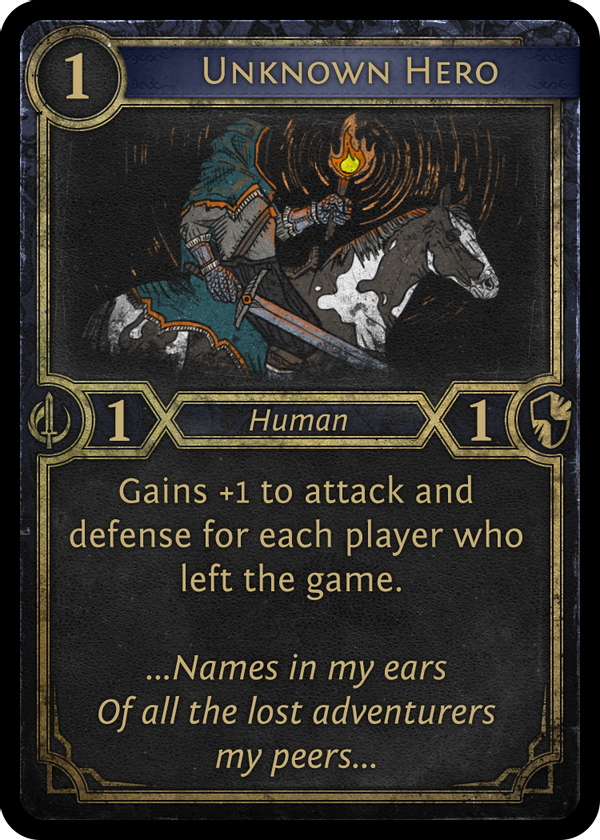 1
Unknown Hero
1
Human
1
Gains +1 to attack and
defense for each player who
left the game.
...Names in my ears
Of all the lost adventurers
my peers...